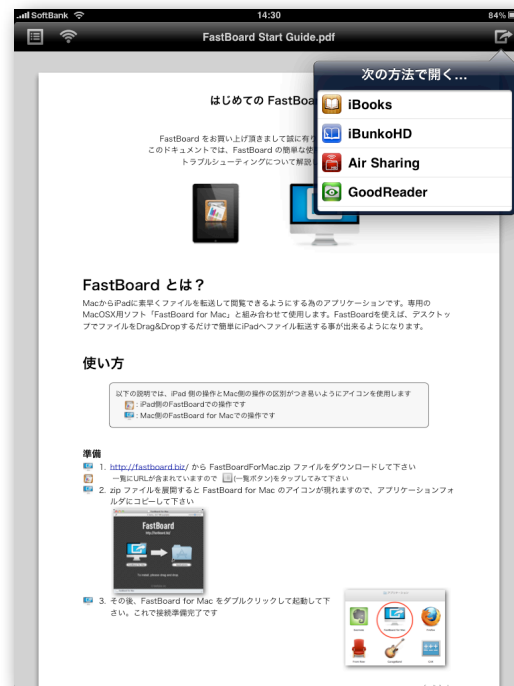 SoftBank 14:30 84%
FastBoard Start Guide.pdf
次の方法で開く...
iBooks
iBunkoHD
Air Sharing
GoodReader
はじめての FastBoa
FastBoard をお買い上げ頂きまして誠に有り
このドキュメントでは、FastBoard の簡単な使
トラブルシューティングについて解説し
FastBoard とは？
MacからiPadに素早くファイルを転送して閲覧できるようにする為のアプリケーションです。専用の
MacOSX用ソフト「FastBoard for Mac」と組み合わせて使用します。FastBoardを使えば、デスクトッ
プでファイルをDrag&Dropするだけで簡単にiPadへファイル転送する事が出来るようになります。
使い方
以下の説明では、iPad 側の操作とMac側の操作の区別がつき易いようにアイコンを使用します
: iPad側のFastBoardでの操作です
: Mac側のFastBoard for Macでの操作です
準備
1. http://fastboard.biz/ から FastBoardForMac.zip ファイルをダウンロードして下さい
一覧にURLが含まれていますので (一覧ボタン)をタップしてみて下さい
2. zip ファイルを展開すると FastBoard for Mac のアイコンが現れますので、アプリケーションフォ
ルダにコピーして下さい
FastBoard
http://fastboard.biz/
To install, please drag and drop.
3. その後、FastBoard for Mac をダブルクリックして起動して下
さい。これで接続準備完了です